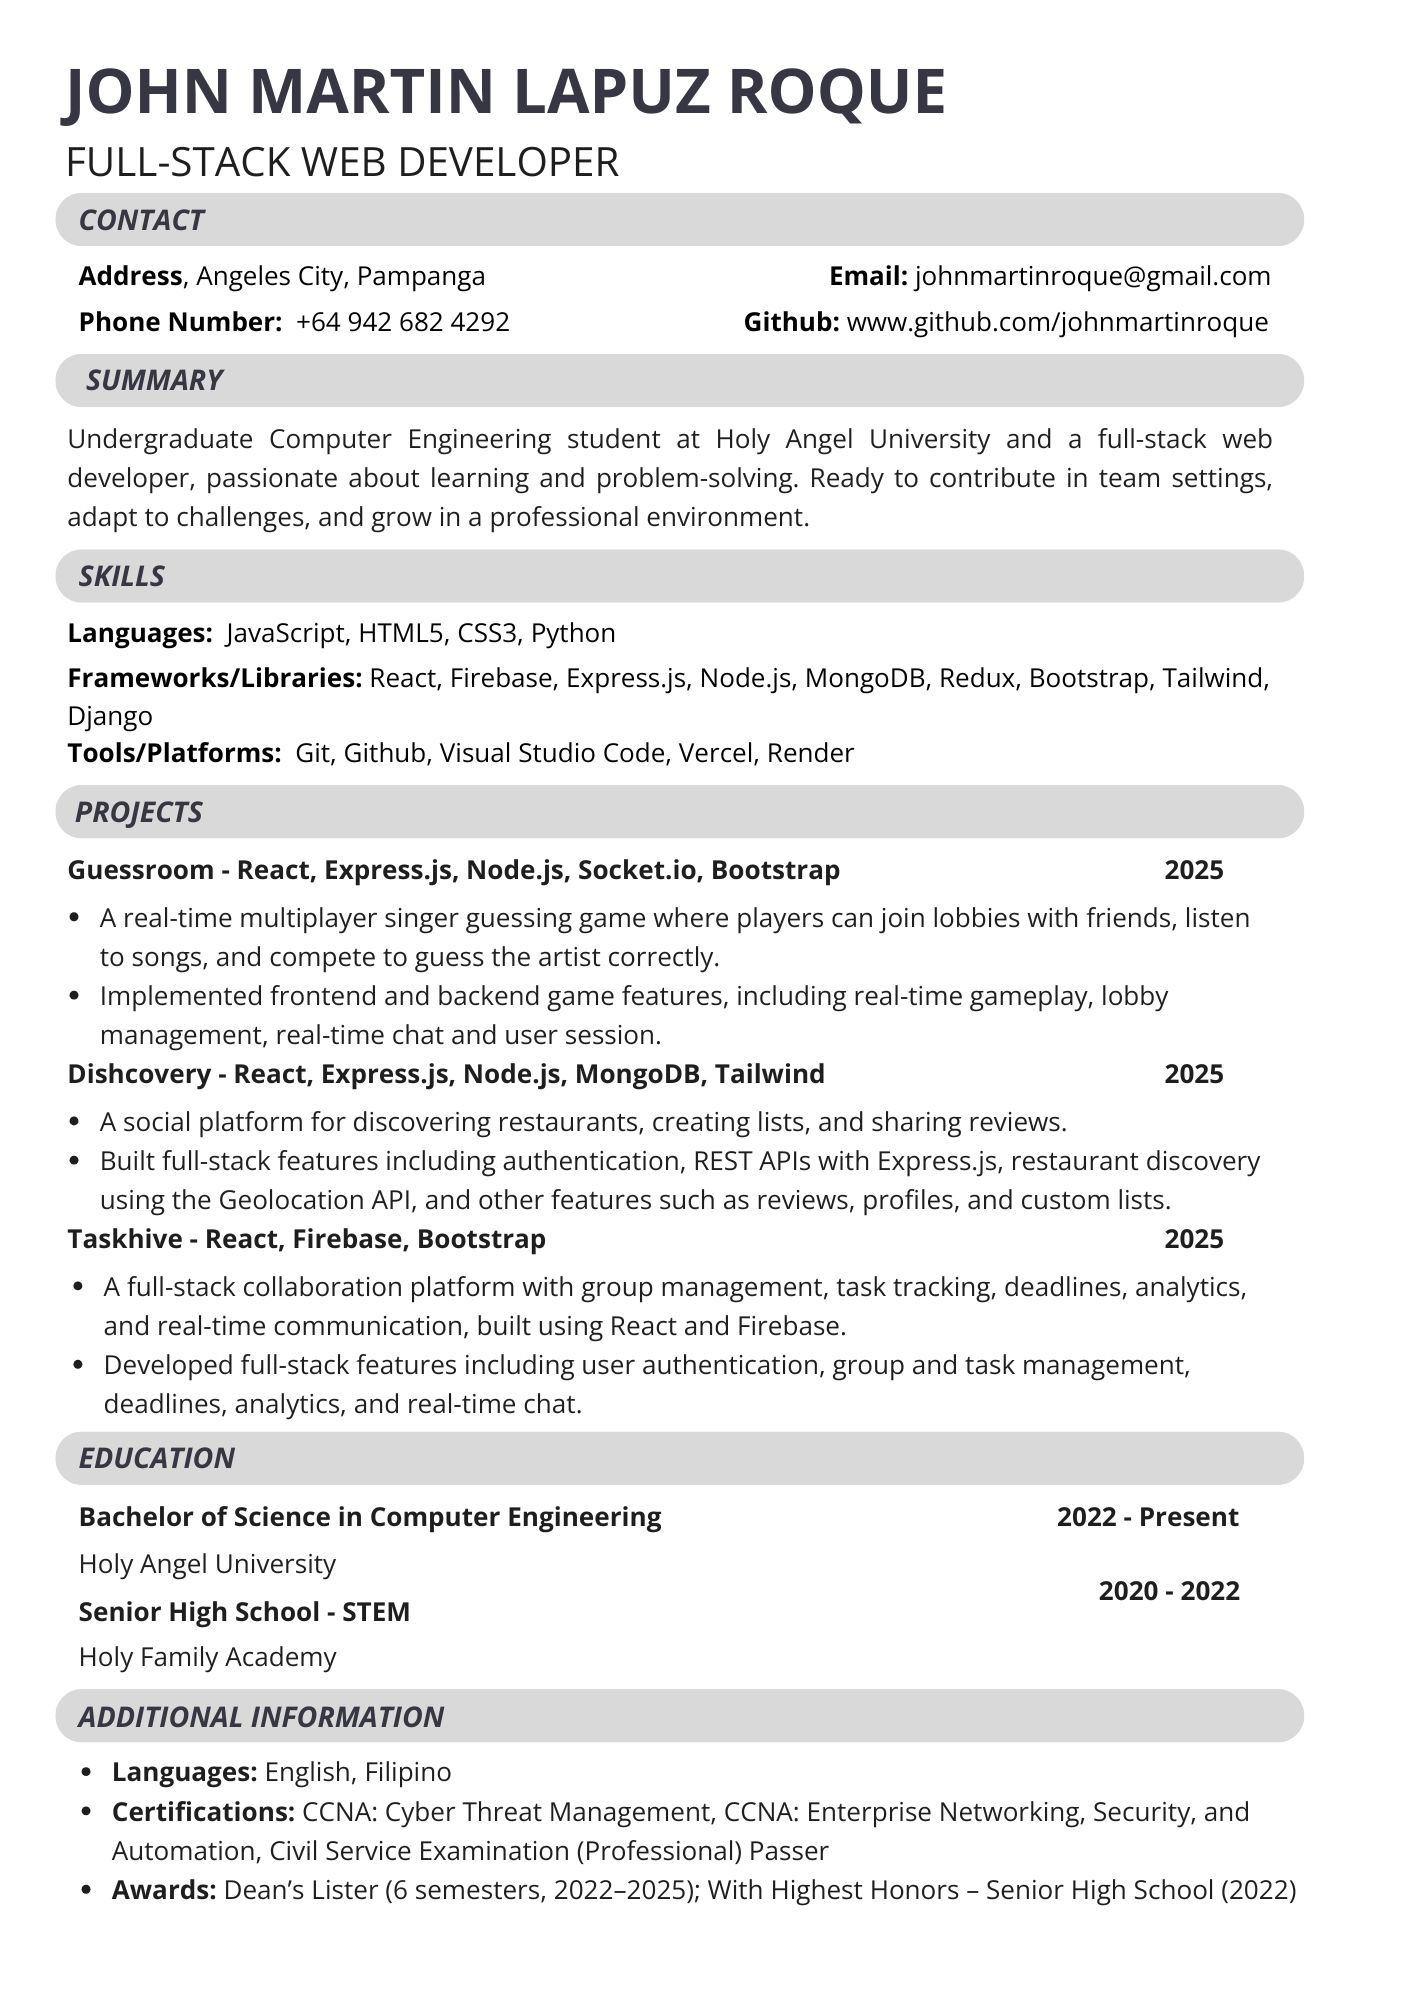 JOHN MARTIN LAPUZ ROQUE
FULL-STACK WEB DEVELOPER
CONTACT
Address, Angeles City, Pampanga
Email: johnmartinroque@gmail.com
Phone Number: +64 942 682 4292
Github: www.github.com/johnmartinroque
SUMMARY
Undergraduate Computer Engineering student at Holy Angel University and a full-stack web
developer, passionate about learning and problem-solving. Ready to contribute in team settings,
adapt to challenges, and grow in a professional environment.
SKILLS
Languages: JavaScript, HTML5, CSS3, Python
Frameworks/Libraries: React, Firebase, Express.js, Node.js, MongoDB, Redux, Bootstrap, Tailwind,
Django
Tools/Platforms: Git, Github, Visual Studio Code, Vercel, Render
PROJECTS
Guessroom - React, Express.js, Node.js, Socket.io, Bootstrap 2025
• A real-time multiplayer singer guessing game where players can join lobbies with friends, listen
to songs, and compete to guess the artist correctly.
• Implemented frontend and backend game features, including real-time gameplay, lobby
management, real-time chat and user session.
Dishcovery - React, Express.js, Node.js, MongoDB, Tailwind 2025
• A social platform for discovering restaurants, creating lists, and sharing reviews.
• Built full-stack features including authentication, REST APIs with Express.js, restaurant discovery
using the Geolocation API, and other features such as reviews, profiles, and custom lists.
Taskhive - React, Firebase, Bootstrap 2025
• A full-stack collaboration platform with group management, task tracking, deadlines, analytics,
and real-time communication, built using React and Firebase.
• Developed full-stack features including user authentication, group and task management,
deadlines, analytics, and real-time chat.
EDUCATION
Bachelor of Science in Computer Engineering 2022 - Present
Holy Angel University
2020 - 2022
Senior High School - STEM
Holy Family Academy
ADDITIONAL INFORMATION
• Languages: English, Filipino
• Certifications: CCNA: Cyber Threat Management, CCNA: Enterprise Networking, Security, and
Automation, Civil Service Examination (Professional) Passer
• Awards: Dean’s Lister (6 semesters, 2022–2025); With Highest Honors – Senior High School (2022)